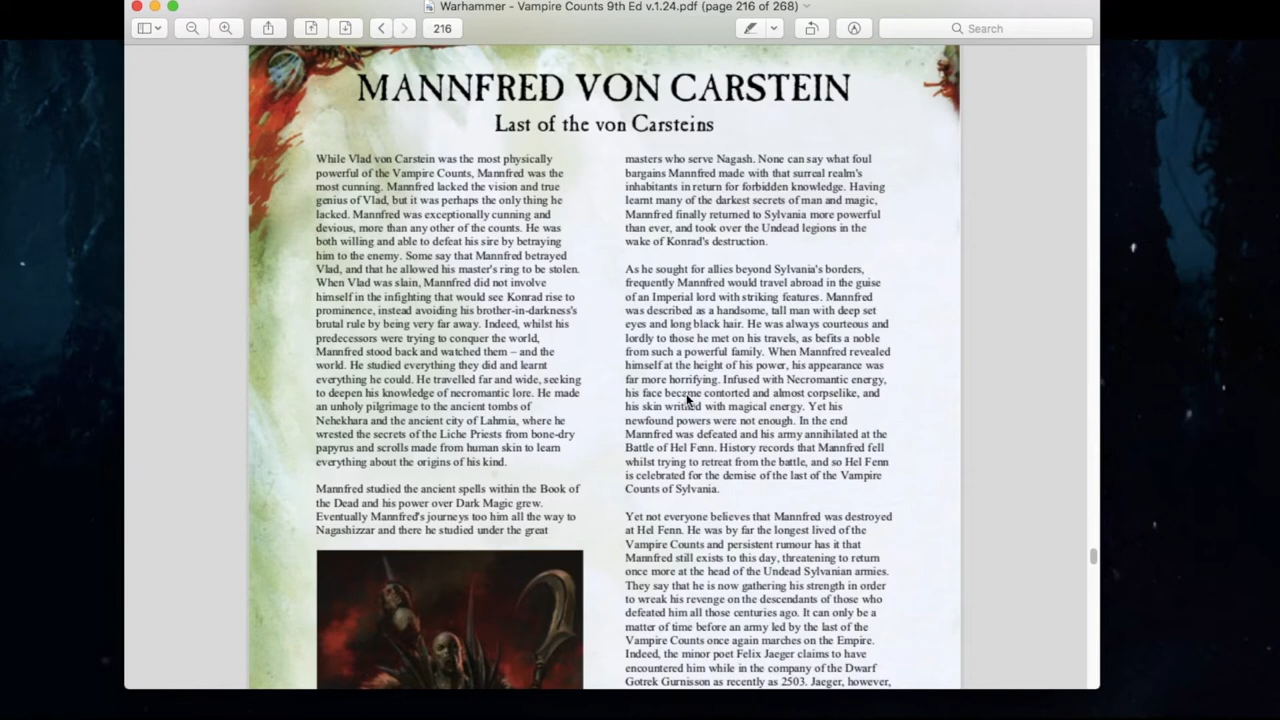 Warhammer - Vampire Counts 9th Ed v.1.24.pdf (page 216 of 268)
216
Search
MANNFRED VON CARSTEIN
Last of the von Carsteins
While Vlad von Carstein was the most physically
powerful of the Vampire Counts, Mannfred was the
most cunning. Mannfred lacked the vision and true
genius of Vlad, but it was perhaps the only thing he
lacked. Mannfred was exceptionally cunning and
devious, more than any other of the counts. He was
both willing and able to defeat his sire by betraying
him to the enemy. Some say that Mannfred betrayed
Vlad, and that he allowed his master's ring to be stolen.
When Vlad was slain, Mannfred did not involve
himself in the infighting that would see Konrad rise to
prominence, instead avoiding his brother-in-darkness's
brutal rule by being very far away. Indeed, whilst his
predecessors were trying to conquer the world,
Mannfred stood back and watched them – and the
world. He studied everything they did and learnt
everything he could. He travelled far and wide, seeking
to deepen his knowledge of necromantic lore. He made
an unholy pilgrimage to the ancient tombs of
Nehekhara and the ancient city of Lahmia, where he
wrested the secrets of the Liche Priests from bone-dry
papyrus and scrolls made from human skin to learn
everything about the origins of his kind.
Mannfred studied the ancient spells within the Book of
the Dead and his power over Dark Magic grew.
Eventually Mannfred's journeys too him all the way to
Nagashizzar and there he studied under the great
masters who serve Nagash. None can say what foul
bargains Mannfred made with that surreal realm's
inhabitants in return for forbidden knowledge. Having
learnt many of the darkest secrets of man and magic,
Mannfred finally returned to Sylvania more powerful
than ever, and took over the Undead legions in the
wake of Konrad's destruction.
As he sought for allies beyond Sylvania's borders,
frequently Mannfred would travel abroad in the guise
of an Imperial lord with striking features. Mannfred
was described as a handsome, tall man with deep set
eyes and long black hair. He was always courteous and
lordly to those he met on his travels, as befits a noble
from such a powerful family. When Mannfred revealed
himself at the height of his power, his appearance was
far more horrifying. Infused with Necromantic energy,
his face became contorted and almost corpselike, and
his skin writhed with magical energy. Yet his
newfound powers were not enough. In the end
Mannfred was defeated and his army annihilated at the
Battle of Hel Fenn. History records that Mannfred fell
whilst trying to retreat from the battle, and so Hel Fenn
is celebrated for the demise of the last of the Vampire
Counts of Sylvania.
Yet not everyone believes that Mannfred was destroyed
at Hel Fenn. He was by far the longest lived of the
Vampire Counts and persistent rumour has it that
Mannfred still exists to this day, threatening to return
once more at the head of the Undead Sylvanian armies.
They say that he is now gathering his strength in order
to wreak his revenge on the descendants of those who
defeated him all those centuries ago. It can only be a
matter of time before an army led by the last of the
Vampire Counts once again marches on the Empire.
Indeed, the minor poet Felix Jaeger claims to have
encountered him while in the company of the Dwarf
Gotrek Gurnisson as recently as 2503. Jaeger, however,